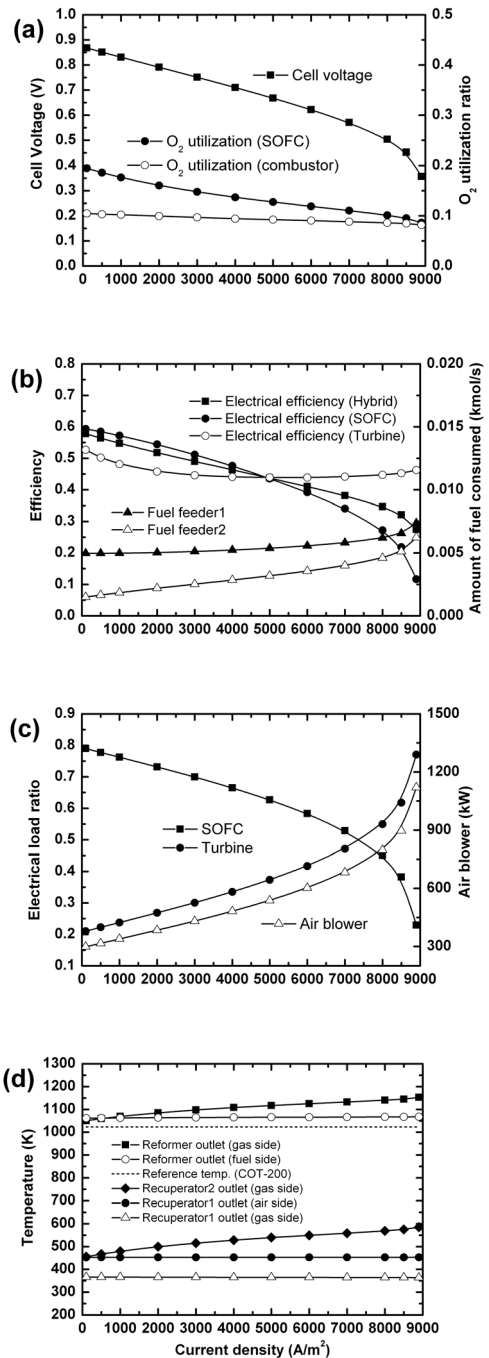 (a)
1.0
0.9
0.8
0.7
0.6
0.5
0.4
0.3
0.2
0.1
0.0
Cell Voltage (V)
Cell voltage
O2 utilization (SOFC)
O2 utilization (combustor)
0.5
0.4
0.3
0.2
0.1
0.0
O2 utilization ratio
0 1000 2000 3000 4000 5000 6000 7000 8000 9000
(b)
0.8
0.7
0.6
0.5
0.4
0.3
0.2
0.1
0.0
Efficiency
Electrical efficiency (Hybrid)
Electrical efficiency (SOFC)
Electrical efficiency (Turbine)
Fuel feeder1
Fuel feeder2
0.020
0.015
0.010
0.005
0.000
Amount of fuel consumed (kmol/s)
0 1000 2000 3000 4000 5000 6000 7000 8000 9000
(c)
0.9
0.8
0.7
0.6
0.5
0.4
0.3
0.2
0.1
Electrical load ratio
SOFC
Turbine
Air blower
1500
1200
900
600
300
Air blower (kW)
0 1000 2000 3000 4000 5000 6000 7000 8000 9000
(d)
1300
1200
1100
1000
900
800
700
600
500
400
300
200
Temperature (K)
Reformer outlet (gas side)
Reformer outlet (fuel side)
Reference temp. (COT-200)
Recuperator2 outlet (gas side)
Recuperator1 outlet (air side)
Recuperator1 outlet (gas side)
0 1000 2000 3000 4000 5000 6000 7000 8000 9000
Current density (A/m²)